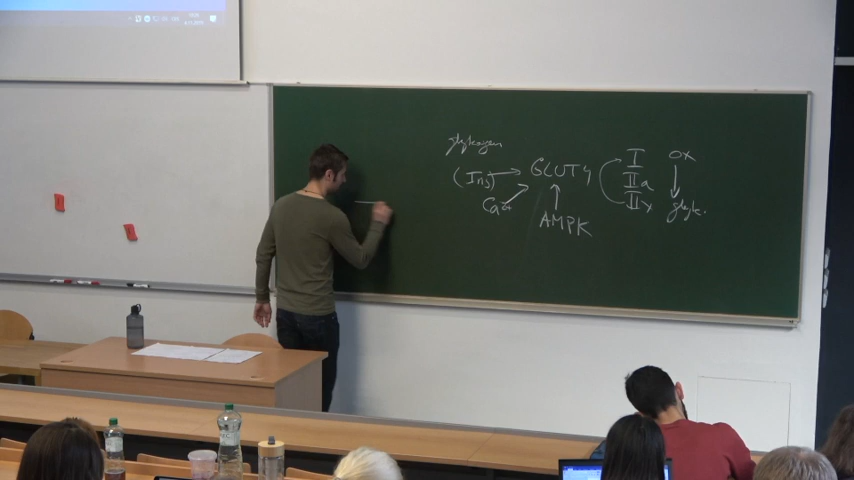 glykogen
(Ins) → GLUT4
Ca²⁺
AMPK
I
IIa
IIx
ox
↓
glyk.